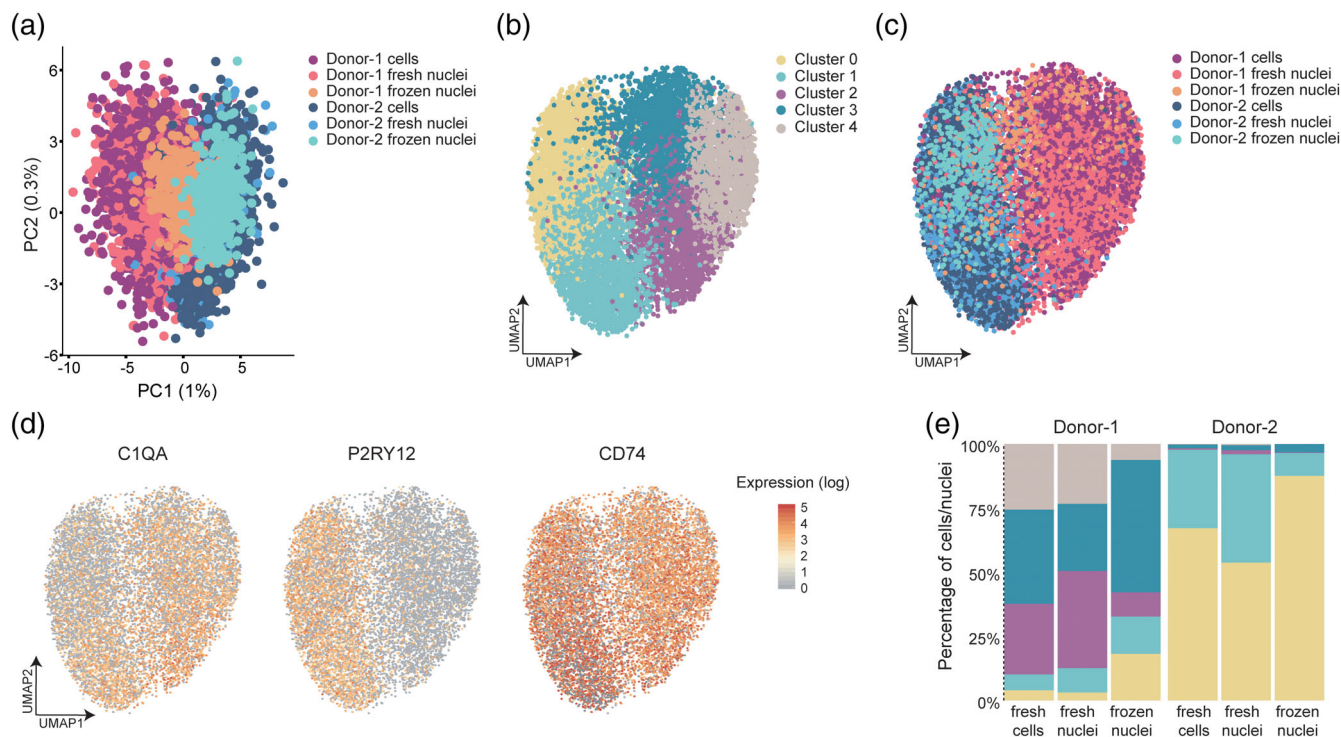 (a)
6
3
0
-3
-6
PC2 (0.3%)
-10
-5
0
5
PC1 (1%)
Donor-1 cells
Donor-1 fresh nuclei
Donor-1 frozen nuclei
Donor-2 cells
Donor-2 fresh nuclei
Donor-2 frozen nuclei
(b)
Cluster 0
Cluster 1
Cluster 2
Cluster 3
Cluster 4
UMAP2
UMAP1
(c)
Donor-1 cells
Donor-1 fresh nuclei
Donor-1 frozen nuclei
Donor-2 cells
Donor-2 fresh nuclei
Donor-2 frozen nuclei
UMAP2
UMAP1
(d)
C1QA
P2RY12
CD74
Expression (log)
5
4
3
2
1
0
UMAP2
UMAP1
(e)
Donor-1
Donor-2
100%
75%
50%
25%
0%
Percentage of cells/nuclei
fresh cells
fresh nuclei
frozen nuclei
fresh cells
fresh nuclei
frozen nuclei